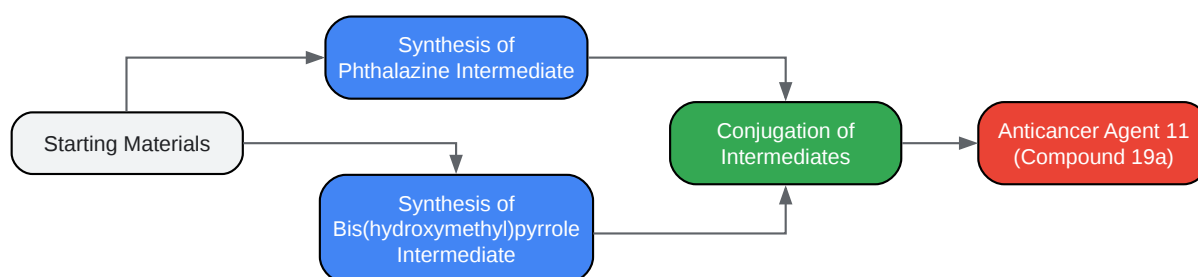 Synthesis of
Phthalazine Intermediate
Starting Materials
Conjugation of
Intermediates
Anticancer Agent 11
(Compound 19a)
Synthesis of
Bis(hydroxymethyl)pyrrole
Intermediate